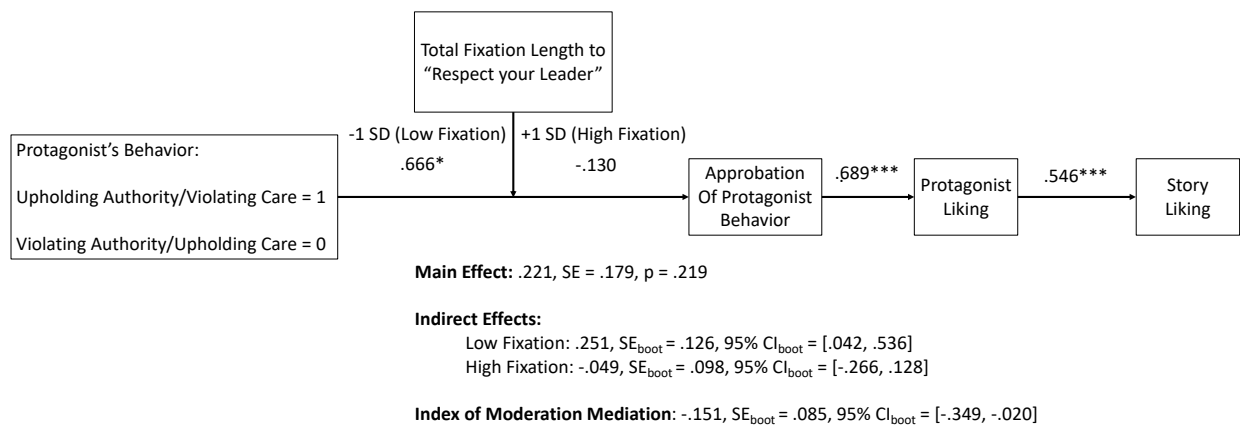 Total Fixation Length to
“Respect your Leader”
-1 SD (Low Fixation)
+1 SD (High Fixation)
.666*
-.130
Protagonist’s Behavior:
Upholding Authority/Violating Care = 1
Violating Authority/Upholding Care = 0
Approbation
Of Protagonist
Behavior
.689***
Protagonist
Liking
.546***
Story
Liking
Main Effect: .221, SE = .179, p = .219
Indirect Effects:
Low Fixation: .251, SEboot = .126, 95% CIboot = [.042, .536]
High Fixation: -.049, SEboot = .098, 95% CIboot = [-.266, .128]
Index of Moderation Mediation: -.151, SEboot = .085, 95% CIboot = [-.349, -.020]